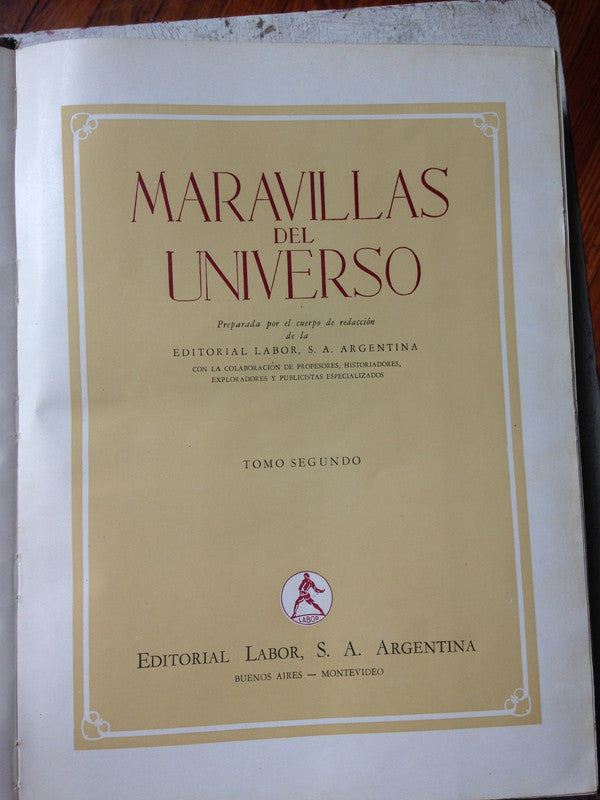 MARAVILLAS
DEL
UNIVERSO
Preparada por el cuerpo de redacción
de la
EDITORIAL LABOR, S. A. ARGENTINA
CON LA COLABORACIÓN DE PROFESORES, HISTORIADORES,
EXPLORADORES Y PUBLICISTAS ESPECIALIZADOS
TOMO SEGUNDO
LABOR
EDITORIAL LABOR, S. A. ARGENTINA
BUENOS AIRES — MONTEVIDEO